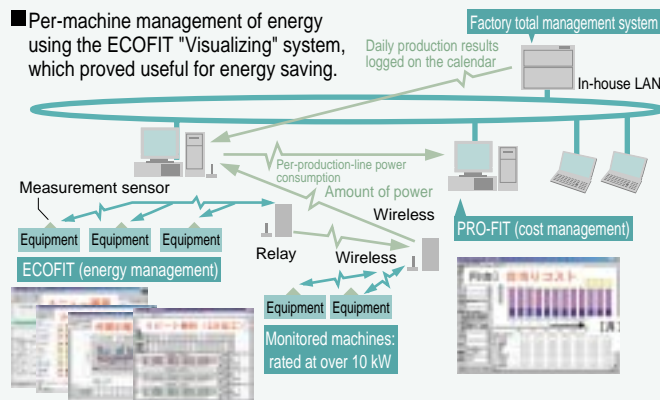 ■Per-machine management of energy
using the ECOFIT "Visualizing" system,
which proved useful for energy saving.
Factory total management system
Daily production results
logged on the calendar
In-house LAN
Per-production-line power
consumption
Amount of power
Measurement sensor
Wireless
Equipment Equipment Equipment
PRO-FIT (cost management)
Relay
Wireless
ECOFIT (energy management)
Equipment Equipment
Monitored machines:
rated at over 10 kW